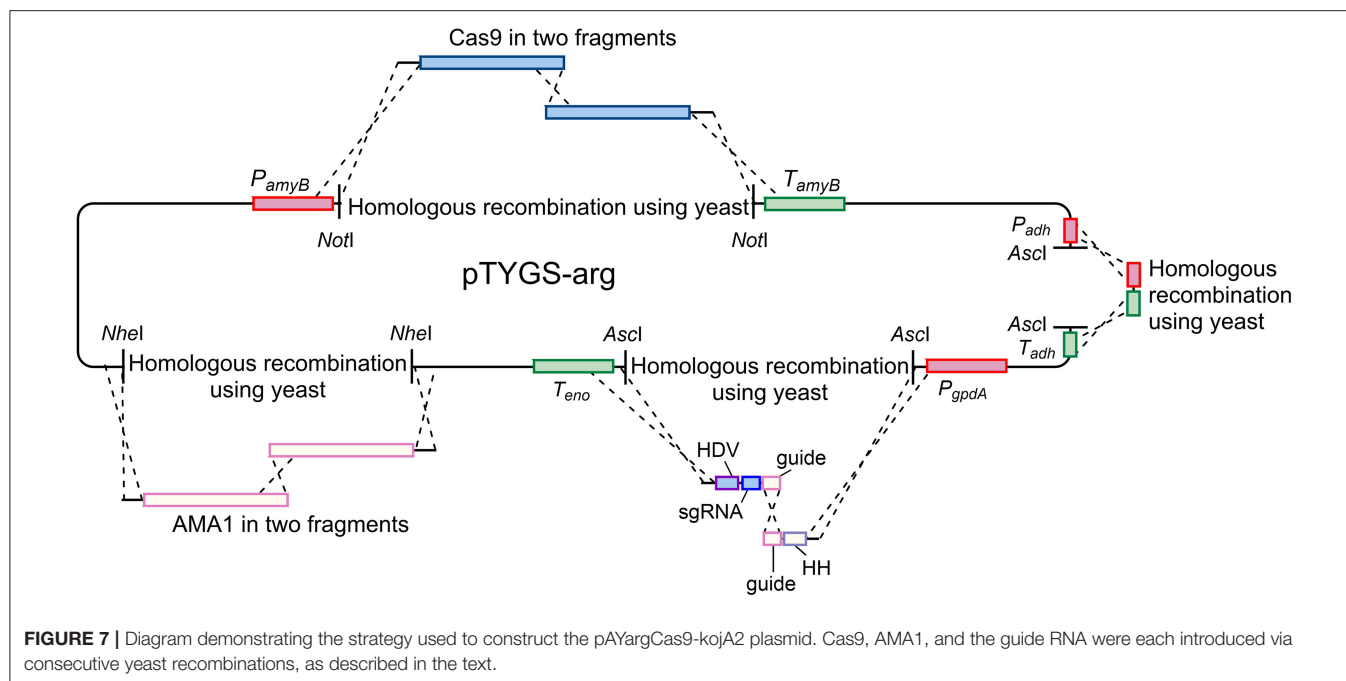 Cas9 in two fragments
PamyB
TamyB
Homologous recombination using yeast
NotI
NotI
Padh
AscI
pTYGS-arg
Homologous
recombination
using yeast
AscI
Tadh
NheI
NheI
AscI
AscI
Homologous recombination
using yeast
Homologous recombination
using yeast
Teno
PgpdA
HDV
guide
sgRNA
AMA1 in two fragments
HH
guide
FIGURE 7 | Diagram demonstrating the strategy used to construct the pAYargCas9-kojA2 plasmid. Cas9, AMA1, and the guide RNA were each introduced via
consecutive yeast recombinations, as described in the text.